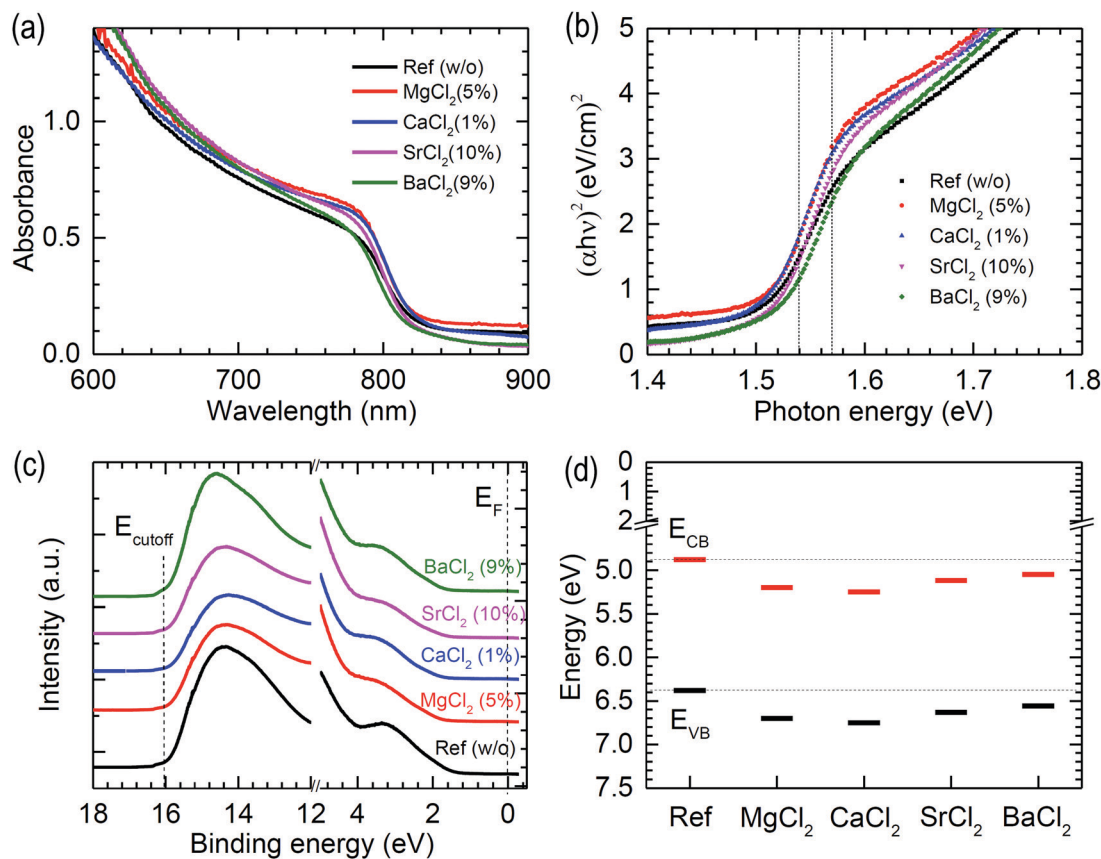 (a)
Ref (w/o)
MgCl₂(5%)
CaCl₂(1%)
SrCl₂(10%)
BaCl₂(9%)
1.0
0.5
0.0
600 700 800 900
Absorbance
Wavelength (nm)
(b)
5
4
3
2
1
0
Ref (w/o)
MgCl₂ (5%)
CaCl₂ (1%)
SrCl₂ (10%)
BaCl₂ (9%)
1.4 1.5 1.6 1.7 1.8
(αhν)² (eV/cm)²
Photon energy (eV)
(c)
E_cutoff
E_F
BaCl₂ (9%)
SrCl₂ (10%)
CaCl₂ (1%)
MgCl₂ (5%)
Ref (w/o)
18 16 14 12 4 2 0
Intensity (a.u.)
Binding energy (eV)
(d)
0
1
2
5.0
5.5
6.0
6.5
7.0
7.5
E_CB
E_VB
Energy (eV)
Ref MgCl₂ CaCl₂ SrCl₂ BaCl₂